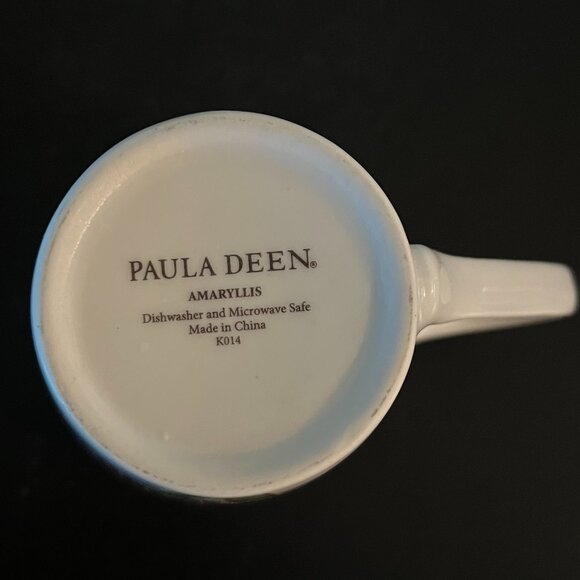 PAULA DEEN®
AMARYLLIS
Dishwasher and Microwave Safe
Made in China
K014